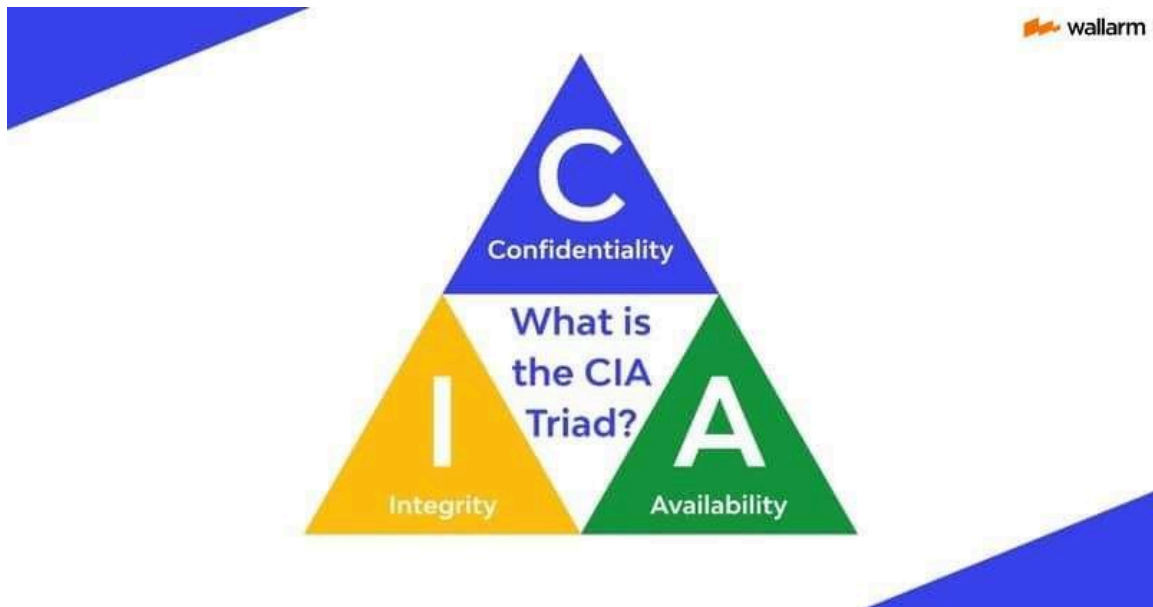 wallarm
C
Confidentiality
What is
the CIA
Triad?
I
Integrity
A
Availability